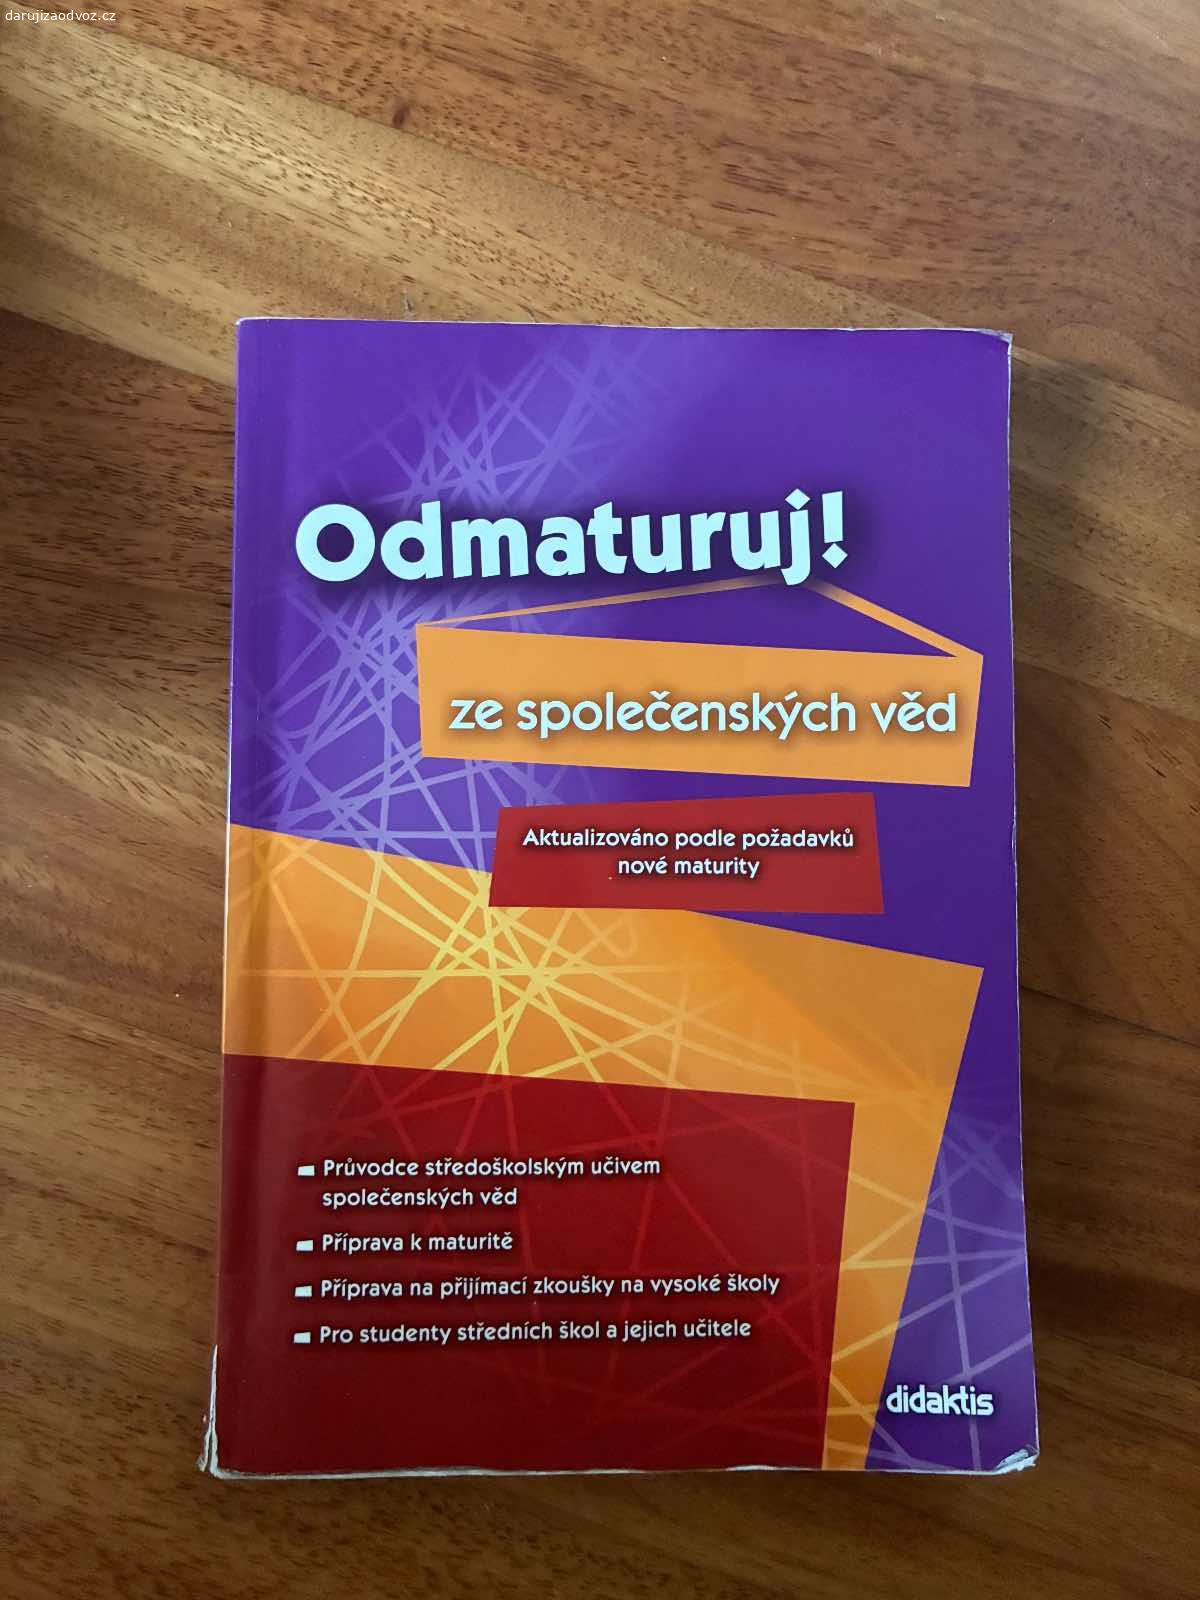 darujizaodvoz.cz
Odmaturuj!
ze společenských věd
Aktualizováno podle požadavků
nové maturity
Průvodce středoškolským učivem
společenských věd
Příprava k maturitě
Příprava na přijímací zkoušky na vysoké školy
Pro studenty středních škol a jejich učitele
didaktis